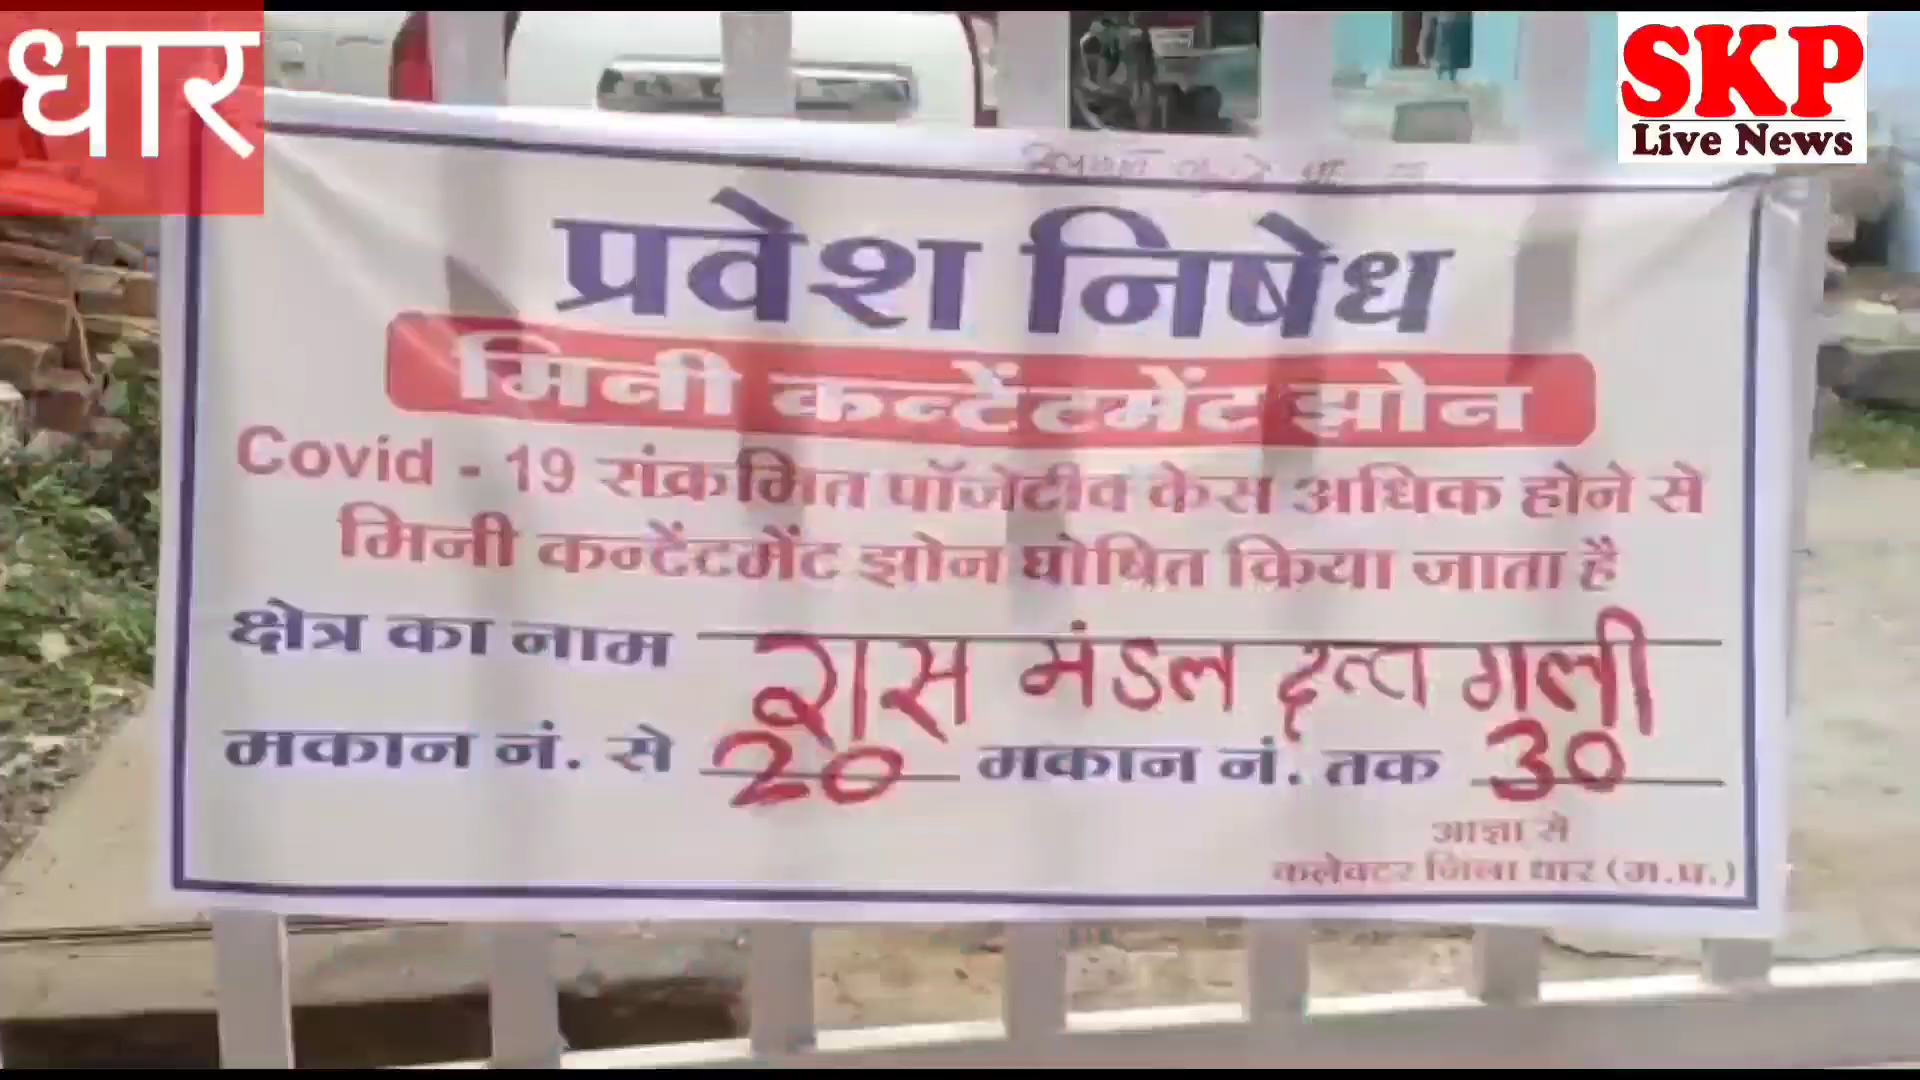 धार
SKP
Live News
प्रवेश निषेध
मिनी कन्टेंटमेंट झोन
Covid - 19 संक्रमित पॉजेटीव केस अधिक होने से
मिनी कन्टेंटमेंट झोन घोषित किया जाता है
क्षेत्र का नाम रास मंडल दत्त गली
मकान नं. से 20 मकान नं. तक 30
आज्ञा से
कलेक्टर जिला धार (म.प्र.)